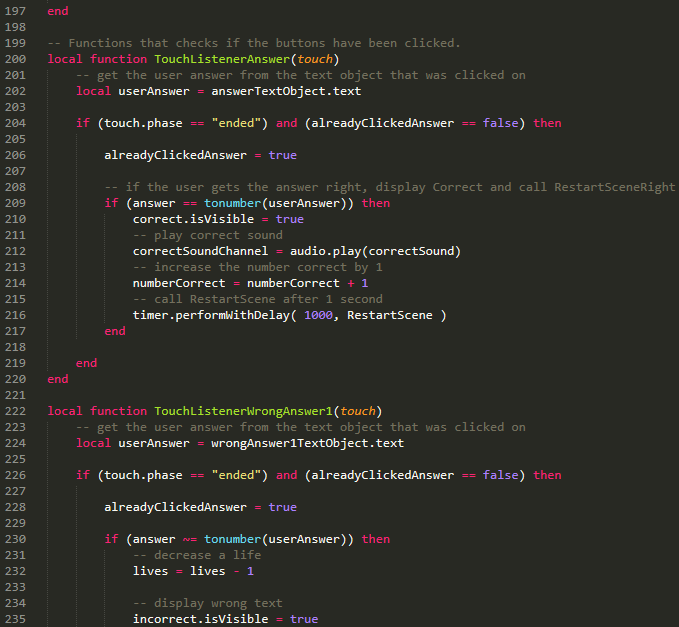 197 end
198
199 -- Functions that checks if the buttons have been clicked.
200 local function TouchListenerAnswer(touch)
201     -- get the user answer from the text object that was clicked on
202     local userAnswer = answerTextObject.text
203
204     if (touch.phase == "ended") and (alreadyClickedAnswer == false) then
205
206         alreadyClickedAnswer = true
207
208         -- if the user gets the answer right, display Correct and call RestartSceneRight
209         if (answer == tonumber(userAnswer)) then
210             correct.isVisible = true
211             -- play correct sound
212             correctSoundChannel = audio.play(correctSound)
213             -- increase the number correct by 1
214             numberCorrect = numberCorrect + 1
215             -- call RestartScene after 1 second
216             timer.performWithDelay( 1000, RestartScene )
217         end
218
219     end
220 end
221
222 local function TouchListenerWrongAnswer1(touch)
223     -- get the user answer from the text object that was clicked on
224     local userAnswer = wrongAnswer1TextObject.text
225
226     if (touch.phase == "ended") and (alreadyClickedAnswer == false) then
227
228         alreadyClickedAnswer = true
229
230         if (answer ~= tonumber(userAnswer)) then
231             -- decrease a life
232             lives = lives - 1
233
234             -- display wrong text
235             incorrect.isVisible = true